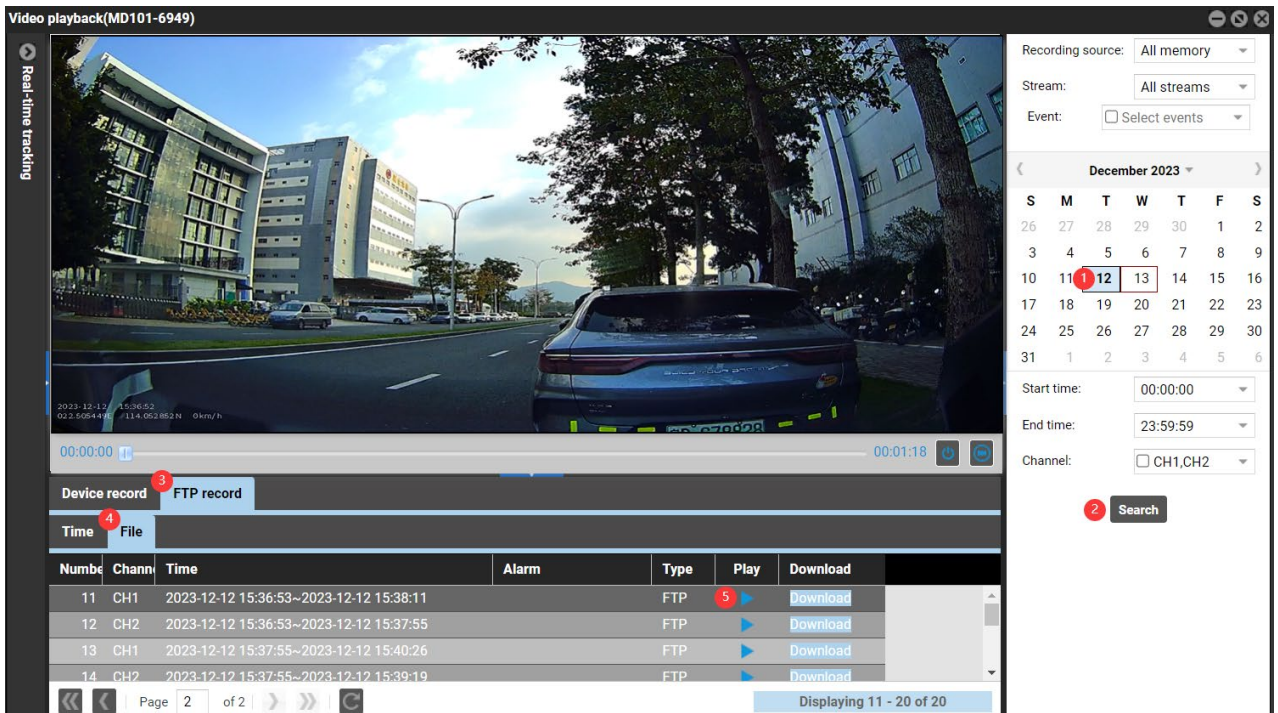 Video playback(MD101-6949)
Real-time tracking
2023-12-12 15:36:52
022.505449E /114.052852N 0km/h
00:00:00
00:01:18
3
Device record FTP record
4
Time File
Numbe Chann Time Alarm Type Play Download
11 CH1 2023-12-12 15:36:53~2023-12-12 15:38:11 FTP 5 Download
12 CH2 2023-12-12 15:36:53~2023-12-12 15:37:55 FTP Download
13 CH1 2023-12-12 15:37:55~2023-12-12 15:40:26 FTP Download
14 CH2 2023-12-12 15:37:55~2023-12-12 15:39:19 FTP Download
Page 2 of 2
Displaying 11 - 20 of 20
Recording source: All memory
Stream: All streams
Event: Select events
December 2023
S M T W T F S
26 27 28 29 30 1 2
3 4 5 6 7 8 9
10 11 1 12 13 14 15 16
17 18 19 20 21 22 23
24 25 26 27 28 29 30
31 1 2 3 4 5 6
Start time: 00:00:00
End time: 23:59:59
Channel: CH1,CH2
2 Search